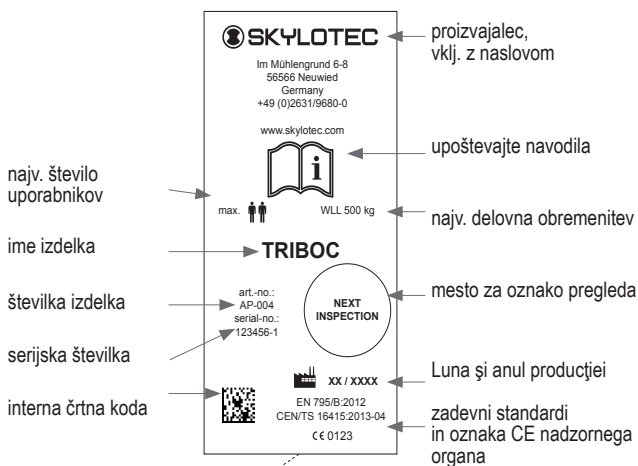 SKYLOTEC
Im Mühlengrund 6-8
56566 Neuwied
Germany
+49 (0)2631/9680-0
www.skylotec.com
i
max.
WLL 500 kg
TRIBOC
art.-no.:
AP-004
serial-no.:
123456-1
NEXT
INSPECTION
XX / XXXX
EN 795/B:2012
CEN/TS 16415:2013-04
CE 0123
najv. število
uporabnikov
ime izdelka
številka izdelka
serijska številka
interna črtna koda
proizvajalec,
vklj. z naslovom
upoštevajte navodila
najv. delovna obremenitev
mesto za oznako pregleda
Luna şi anul producţiei
zadevni standardi
in oznaka CE nadzornega
organa